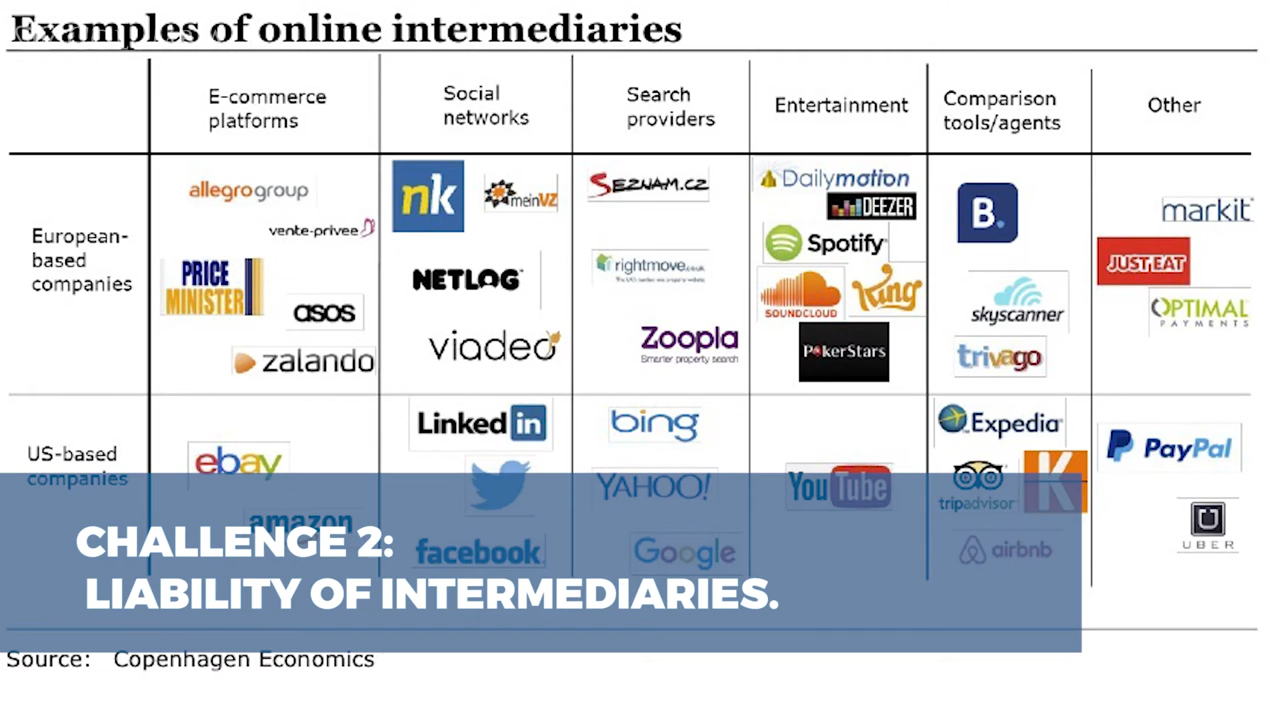 Examples of online intermediaries
E-commerce
platforms
Social
networks
Search
providers
Entertainment
Comparison
tools/agents
Other
European-
based
companies
allegrogroup
vente-privee
PRICE
MINISTER
asos
zalando
nk
meinVZ
NETLOG
viadeo
SEZNAM.CZ
rightmove.co.uk
Zoopla
Smarter property search
Dailymotion
DEEZER
Spotify
SOUNDCLOUD
King
PokerStars
B.
skyscanner
trivago
markit
JUST EAT
OPTIMAL
PAYMENTS
US-based
companies
ebay
amazon
Linked in
facebook
bing
YAHOO!
Google
YouTube
Expedia
tripadvisor
K
airbnb
PayPal
U
UBER
CHALLENGE 2:
LIABILITY OF INTERMEDIARIES.
Source: Copenhagen Economics